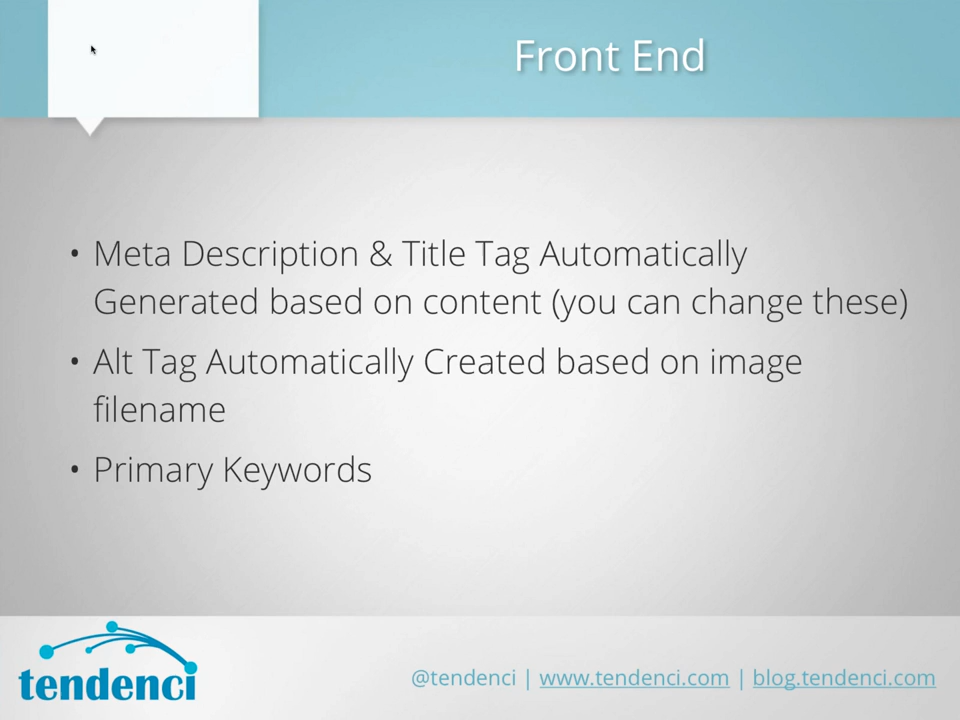 Front End
• Meta Description & Title Tag Automatically
Generated based on content (you can change these)
• Alt Tag Automatically Created based on image
filename
• Primary Keywords
tendenci
@tendenci | www.tendenci.com | blog.tendenci.com